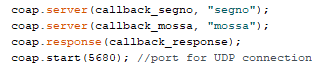 coap.server(callback_segno, "segno");
coap.server(callback_mossa, "mossa");
coap.response(callback_response);
coap.start(5680); //port for UDP connection